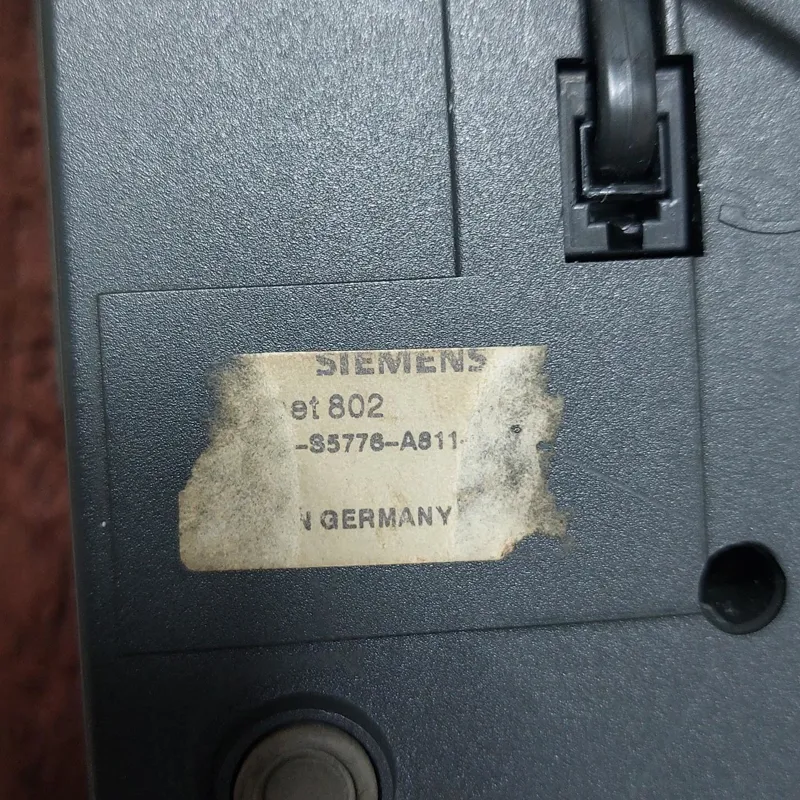 SIEMENS
et 802
-S5776-A811-
N GERMANY